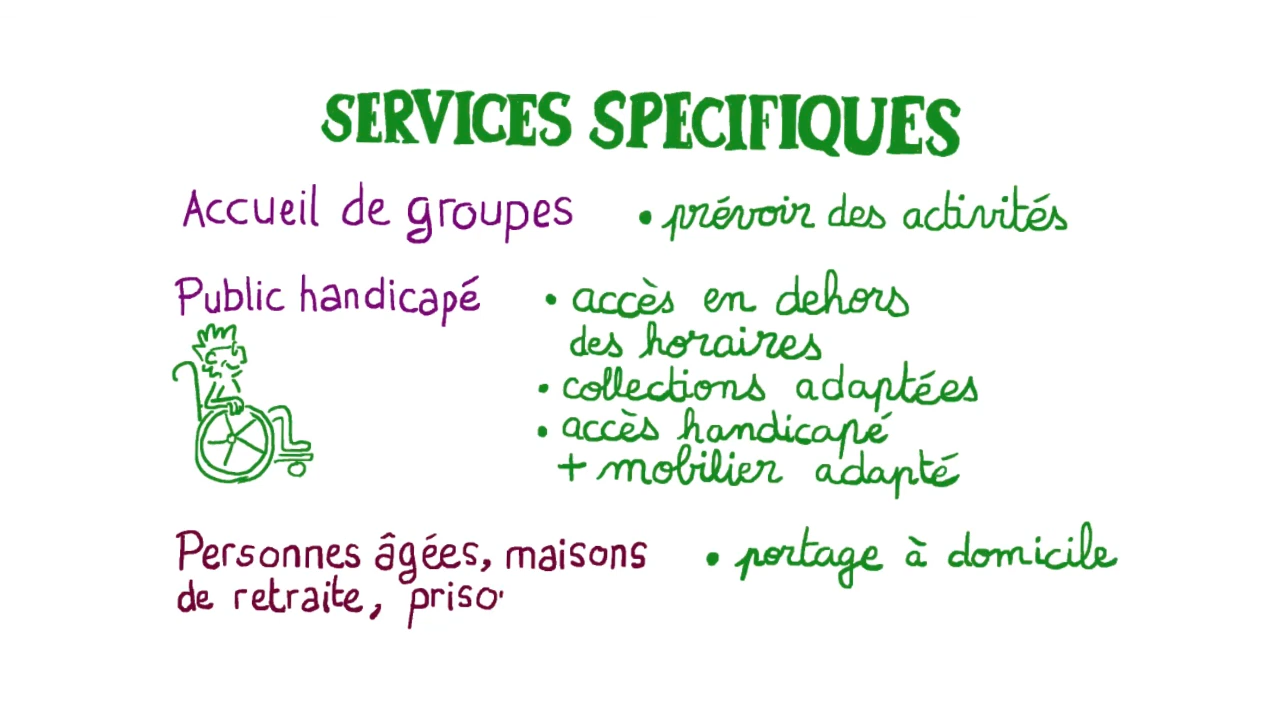 SERVICES SPECIFIQUES
Accueil de groupes • prévoir des activités
Public handicapé • accès en dehors
des horaires
• collections adaptées
• accès handicapé
+ mobilier adapté
Personnes âgées, maisons • portage à domicile
de retraite, priso